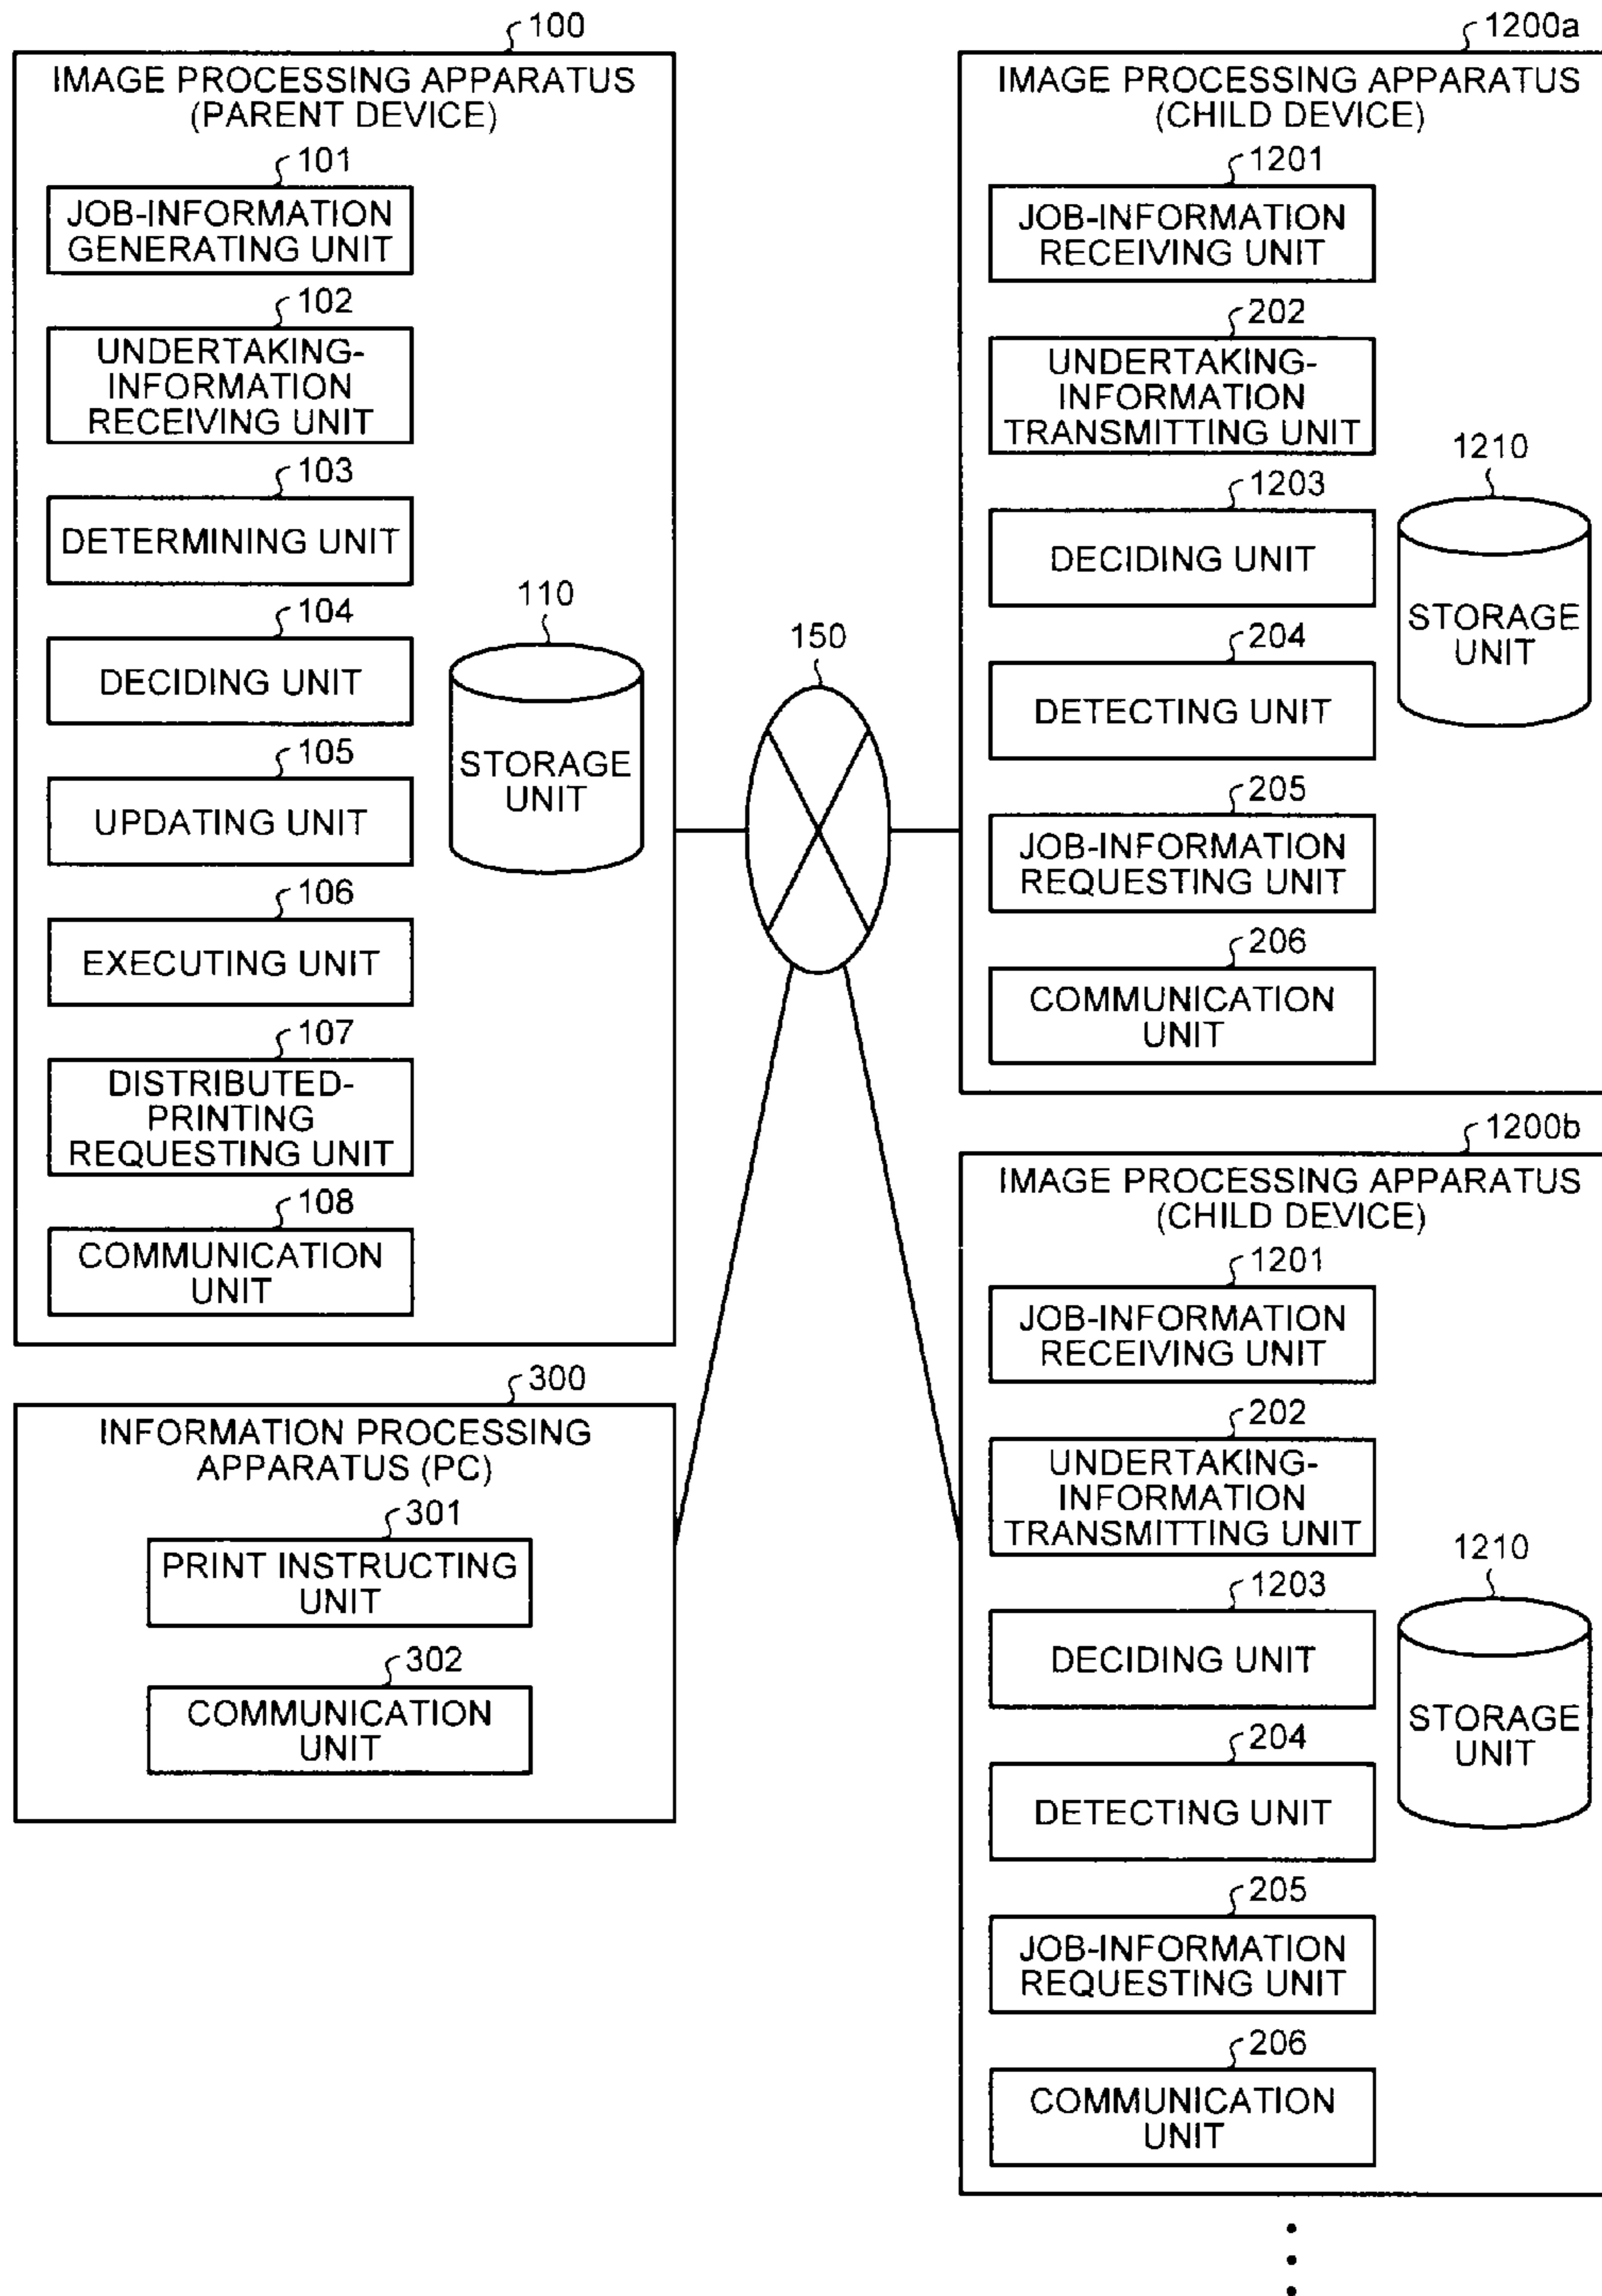 100
IMAGE PROCESSING APPARATUS
(PARENT DEVICE)
101
JOB-INFORMATION
GENERATING UNIT
102
UNDERTAKING-
INFORMATION
RECEIVING UNIT
103
DETERMINING UNIT
104
DECIDING UNIT
105
UPDATING UNIT
106
EXECUTING UNIT
107
DISTRIBUTED-
PRINTING
REQUESTING UNIT
108
COMMUNICATION
UNIT
110
STORAGE
UNIT
300
INFORMATION PROCESSING
APPARATUS (PC)
301
PRINT INSTRUCTING
UNIT
302
COMMUNICATION
UNIT
150
1200a
IMAGE PROCESSING APPARATUS
(CHILD DEVICE)
1201
JOB-INFORMATION
RECEIVING UNIT
202
UNDERTAKING-
INFORMATION
TRANSMITTING UNIT
1203
DECIDING UNIT
204
DETECTING UNIT
205
JOB-INFORMATION
REQUESTING UNIT
206
COMMUNICATION
UNIT
1210
STORAGE
UNIT
1200b
IMAGE PROCESSING APPARATUS
(CHILD DEVICE)
1201
JOB-INFORMATION
RECEIVING UNIT
202
UNDERTAKING-
INFORMATION
TRANSMITTING UNIT
1203
DECIDING UNIT
204
DETECTING UNIT
205
JOB-INFORMATION
REQUESTING UNIT
206
COMMUNICATION
UNIT
1210
STORAGE
UNIT